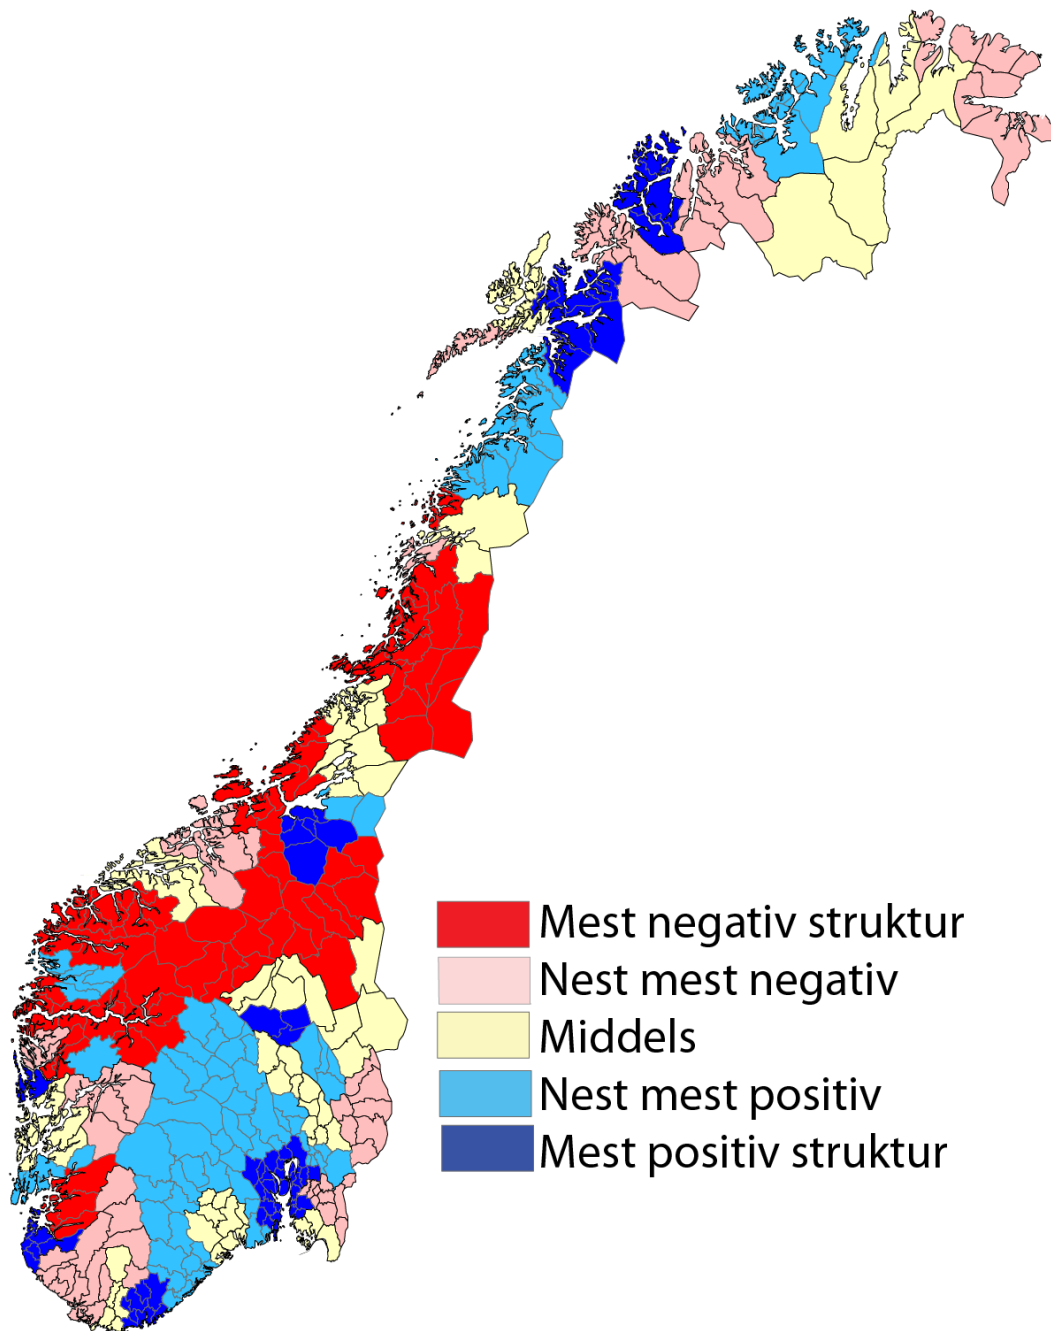 Mest negativ struktur
Nest mest negativ
Middels
Nest mest positiv
Mest positiv struktur